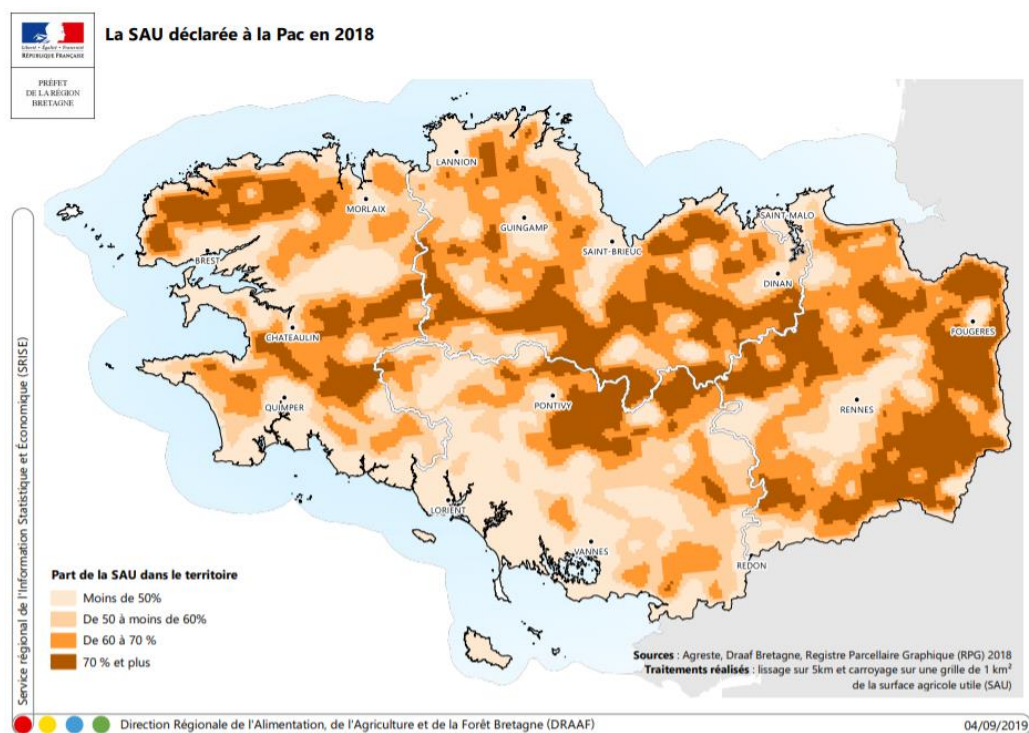 La SAU déclarée à la Pac en 2018
Liberté • Égalité • Fraternité
RÉPUBLIQUE FRANÇAISE
PRÉFET
DE LA RÉGION
BRETAGNE
LANNION
MORLAIX
GUINGAMP
SAINT-MALO
SAINT-BRIEUC
BREST
DINAN
CHATEAULIN
FOUGERES
QUIMPER
PONTIVY
RENNES
LORIENT
VANNES
REDON
Service régional de l'Information Statistique et Économique (SRISE)
Part de la SAU dans le territoire
Moins de 50%
De 50 à moins de 60%
De 60 à 70 %
70 % et plus
Sources : Agreste, Draaf Bretagne, Registre Parcellaire Graphique (RPG) 2018
Traitements réalisés : lissage sur 5km et carroyage sur une grille de 1 km²
de la surface agricole utile (SAU)
Direction Régionale de l'Alimentation, de l'Agriculture et de la Forêt Bretagne (DRAAF)
04/09/2019